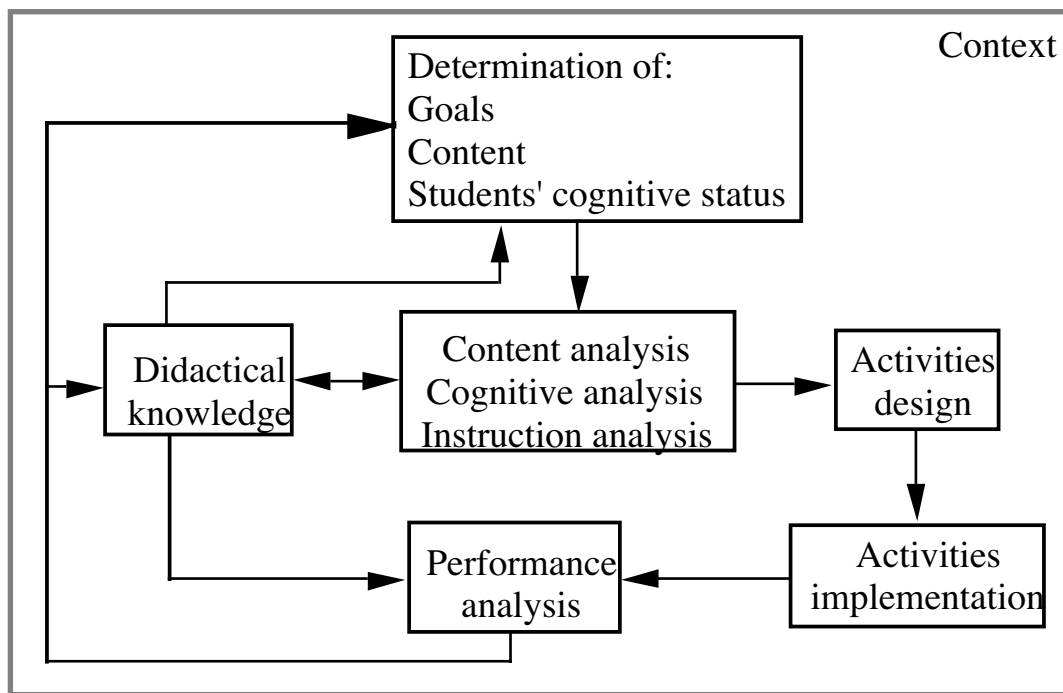 Context
Determination of:
Goals
Content
Students' cognitive status
Didactical
knowledge
Content analysis
Cognitive analysis
Instruction analysis
Activities
design
Performance
analysis
Activities
implementation